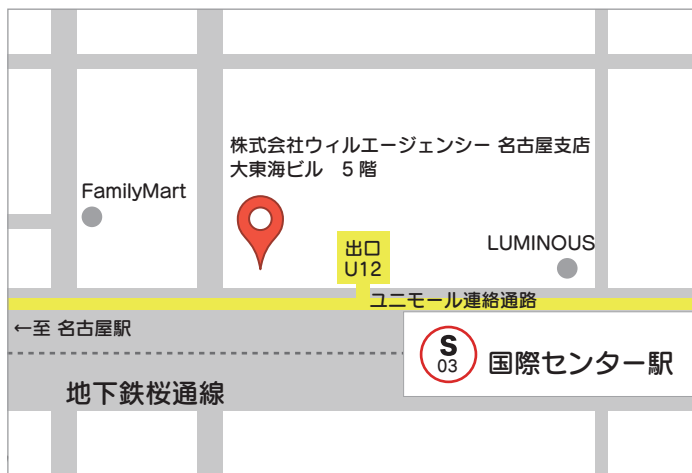 株式会社ウィルエージェンシー 名古屋支店
大東海ビル　5 階
FamilyMart
出口
U12
LUMINOUS
ユニモール連絡通路
←至 名古屋駅
S
03
国際センター駅
地下鉄桜通線